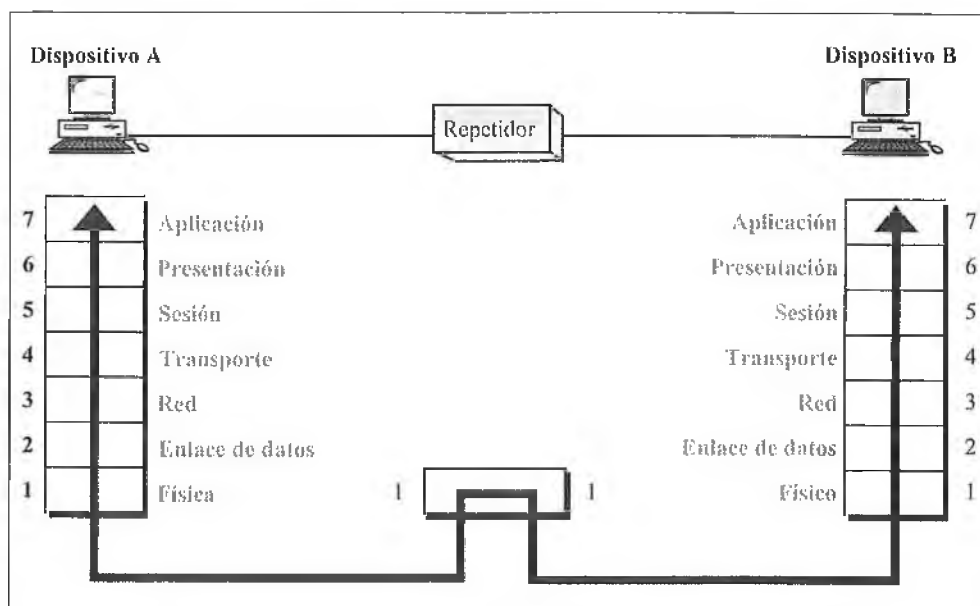 Dispositivo A Dispositivo B
Repetidor
7 Aplicación Aplicación 7
6 Presentación Presentación 6
5 Sesión Sesión 5
4 Transporte Transporte 4
3 Red Red 3
2 Enlace de datos Enlace de datos 2
1 Física 1 1 Físico 1